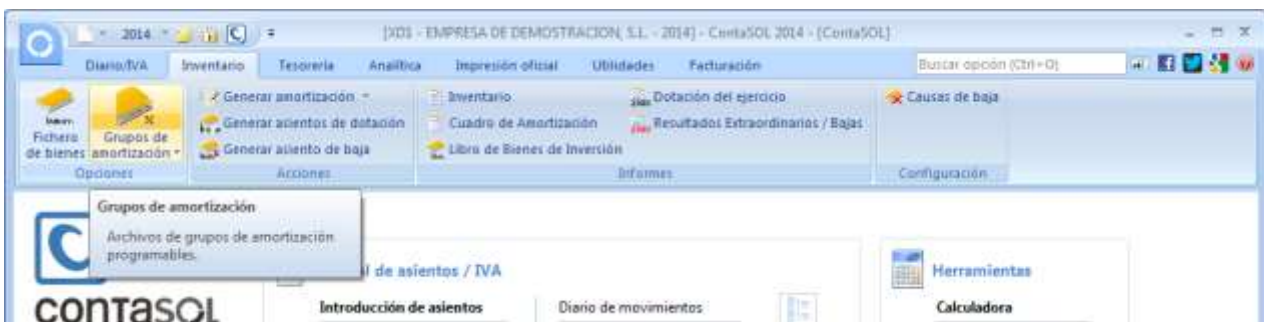 2014
[X01 - EMPRESA DE DEMOSTRACION, S.L. - 2014] - ContaSOL 2014 - [ContaSOL]
Diario/IVA Inventario Tesorería Analítica Impresión oficial Utilidades Facturación Buscar opción (Ctrl+O)
Fichero de bienes
Grupos de amortización
Opciones
Generar amortización
Generar asientos de dotación
Generar asiento de baja
Acciones
Inventario
Cuadro de Amortización
Libro de Bienes de Inversión
Dotación del ejercicio
Resultados Extraordinarios / Bajas
Informes
Causas de baja
Configuración
Grupos de amortización
Archivos de grupos de amortización
programables.
contasol
de asientos / IVA
Introducción de asientos
Diario de movimientos
Herramientas
Calculadora